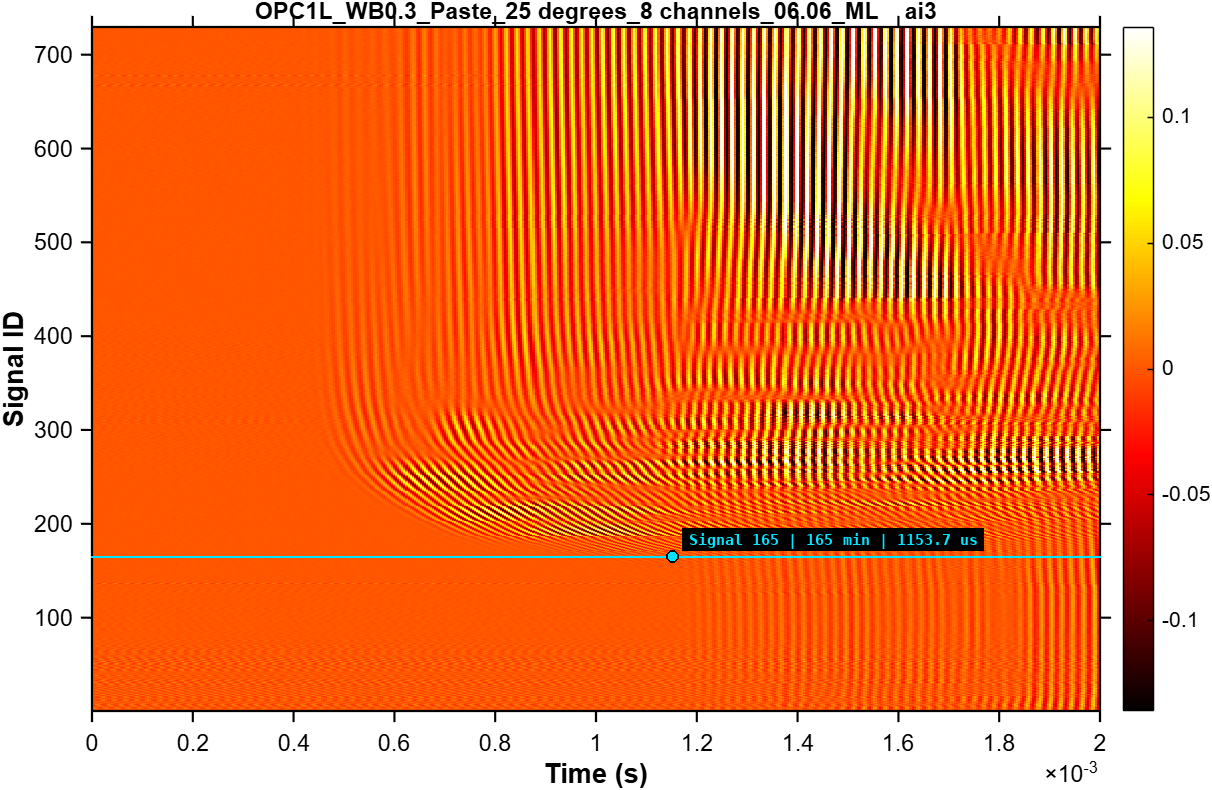 OPC1L_WB0.3_Paste_25 degrees_8 channels_06.06_ML    ai3
700
600
500
400
300
200
100
Signal ID
Signal 165 | 165 min | 1153.7 us
0.1
0.05
0
-0.05
-0.1
0 0.2 0.4 0.6 0.8 1 1.2 1.4 1.6 1.8 2
Time (s)
×10⁻³